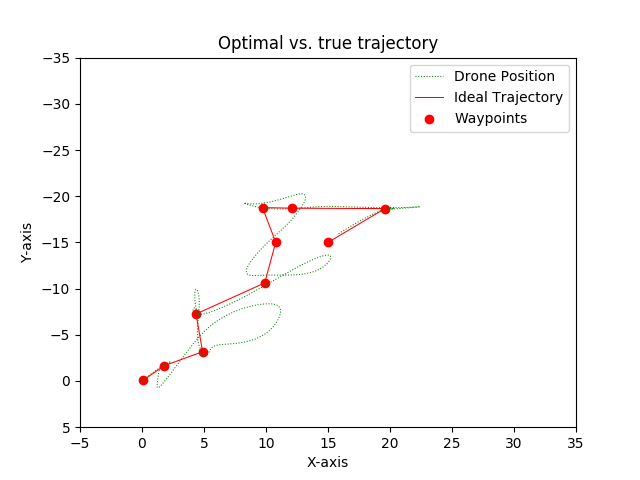 Optimal vs. true trajectory
Drone Position
Ideal Trajectory
Waypoints
−35
−30
−25
−20
−15
−10
−5
0
5
Y-axis
−5 0 5 10 15 20 25 30 35
X-axis